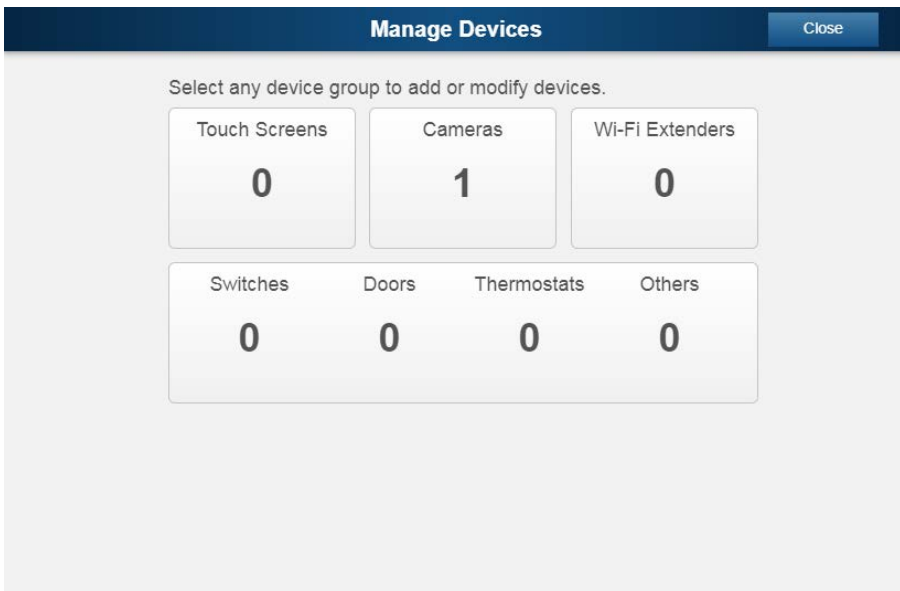 Manage Devices Close
Select any device group to add or modify devices.
Touch Screens Cameras Wi-Fi Extenders
0 1 0
Switches Doors Thermostats Others
0 0 0 0